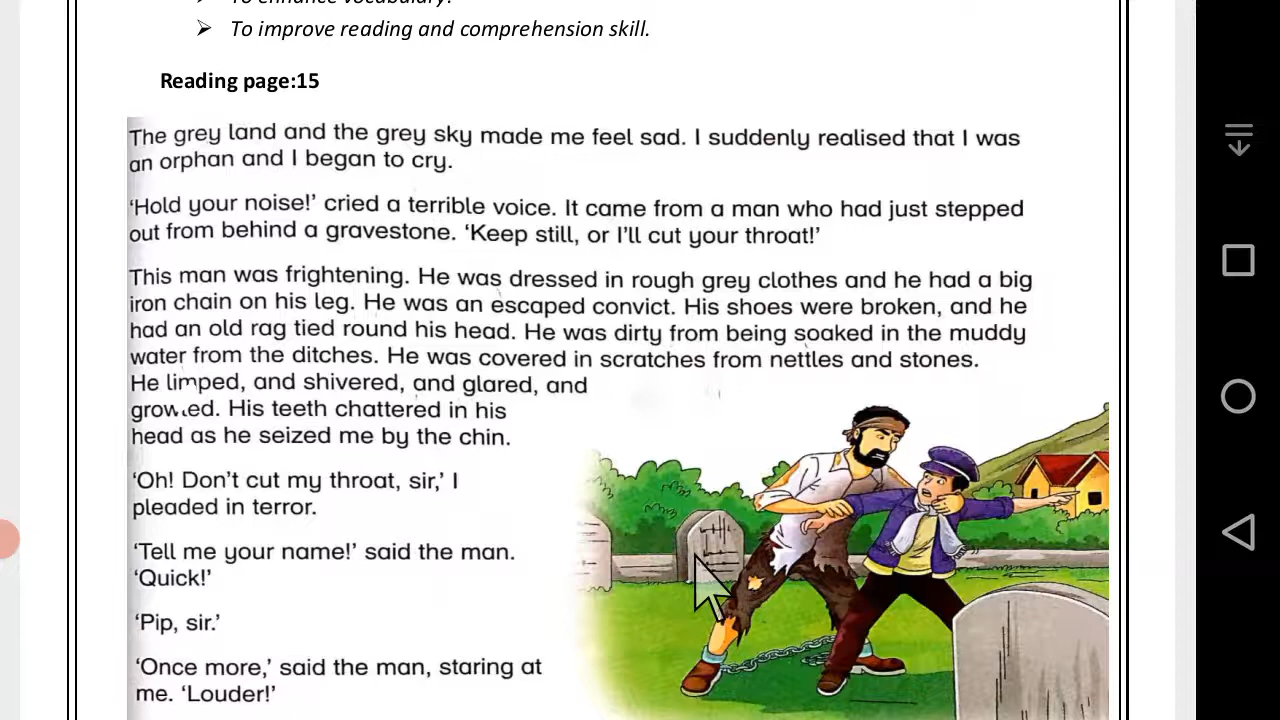 To enhance vocabulary.
➢ To improve reading and comprehension skill.
Reading page:15
The grey land and the grey sky made me feel sad. I suddenly realised that I was
an orphan and I began to cry.
‘Hold your noise!’ cried a terrible voice. It came from a man who had just stepped
out from behind a gravestone. ‘Keep still, or I’ll cut your throat!’
This man was frightening. He was dressed in rough grey clothes and he had a big
iron chain on his leg. He was an escaped convict. His shoes were broken, and he
had an old rag tied round his head. He was dirty from being soaked in the muddy
water from the ditches. He was covered in scratches from nettles and stones.
He limped, and shivered, and glared, and
growled. His teeth chattered in his
head as he seized me by the chin.
‘Oh! Don’t cut my throat, sir,’ I
pleaded in terror.
‘Tell me your name!’ said the man.
‘Quick!’
‘Pip, sir.’
‘Once more,’ said the man, staring at
me. ‘Louder!’